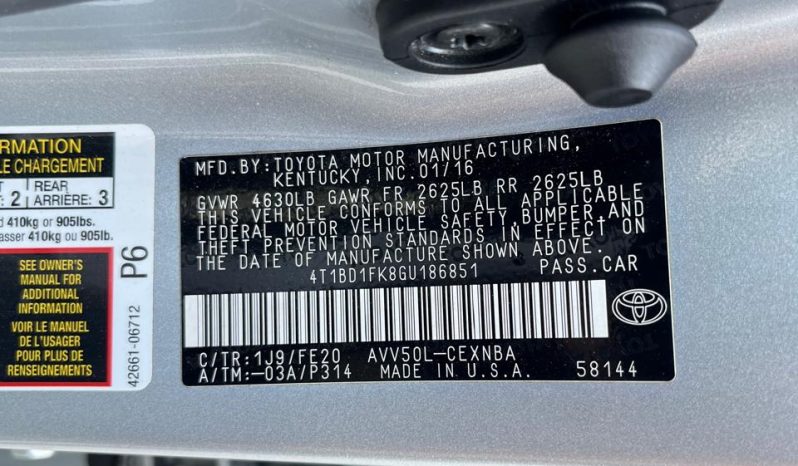 RMATION
E CHARGEMENT
: 2 REAR ARRIÈRE: 3
d 410kg or 905lbs.
asser 410kg ou 905lb.
SEE OWNER'S
MANUAL FOR
ADDITIONAL
INFORMATION
VOIR LE MANUEL
DE L'USAGER
POUR PLUS DE
RENSEIGNEMENTS
P6
42661-06712
MFD.BY:TOYOTA MOTOR MANUFACTURING,
KENTUCKY,INC.01/16
GVWR 4630LB GAWR FR 2625LB RR 2625LB
THIS VEHICLE CONFORMS TO ALL APPLICABLE
FEDERAL MOTOR VEHICLE SAFETY,BUMPER,AND
THEFT PREVENTION STANDARDS IN EFFECT ON
THE DATE OF MANUFACTURE SHOWN ABOVE.
4T1BD1FK8GU186851 PASS.CAR
C/TR:1J9/FE20 AVV50L-CEXNBA
A/TM:-03A/P314 MADE IN U.S.A. 58144